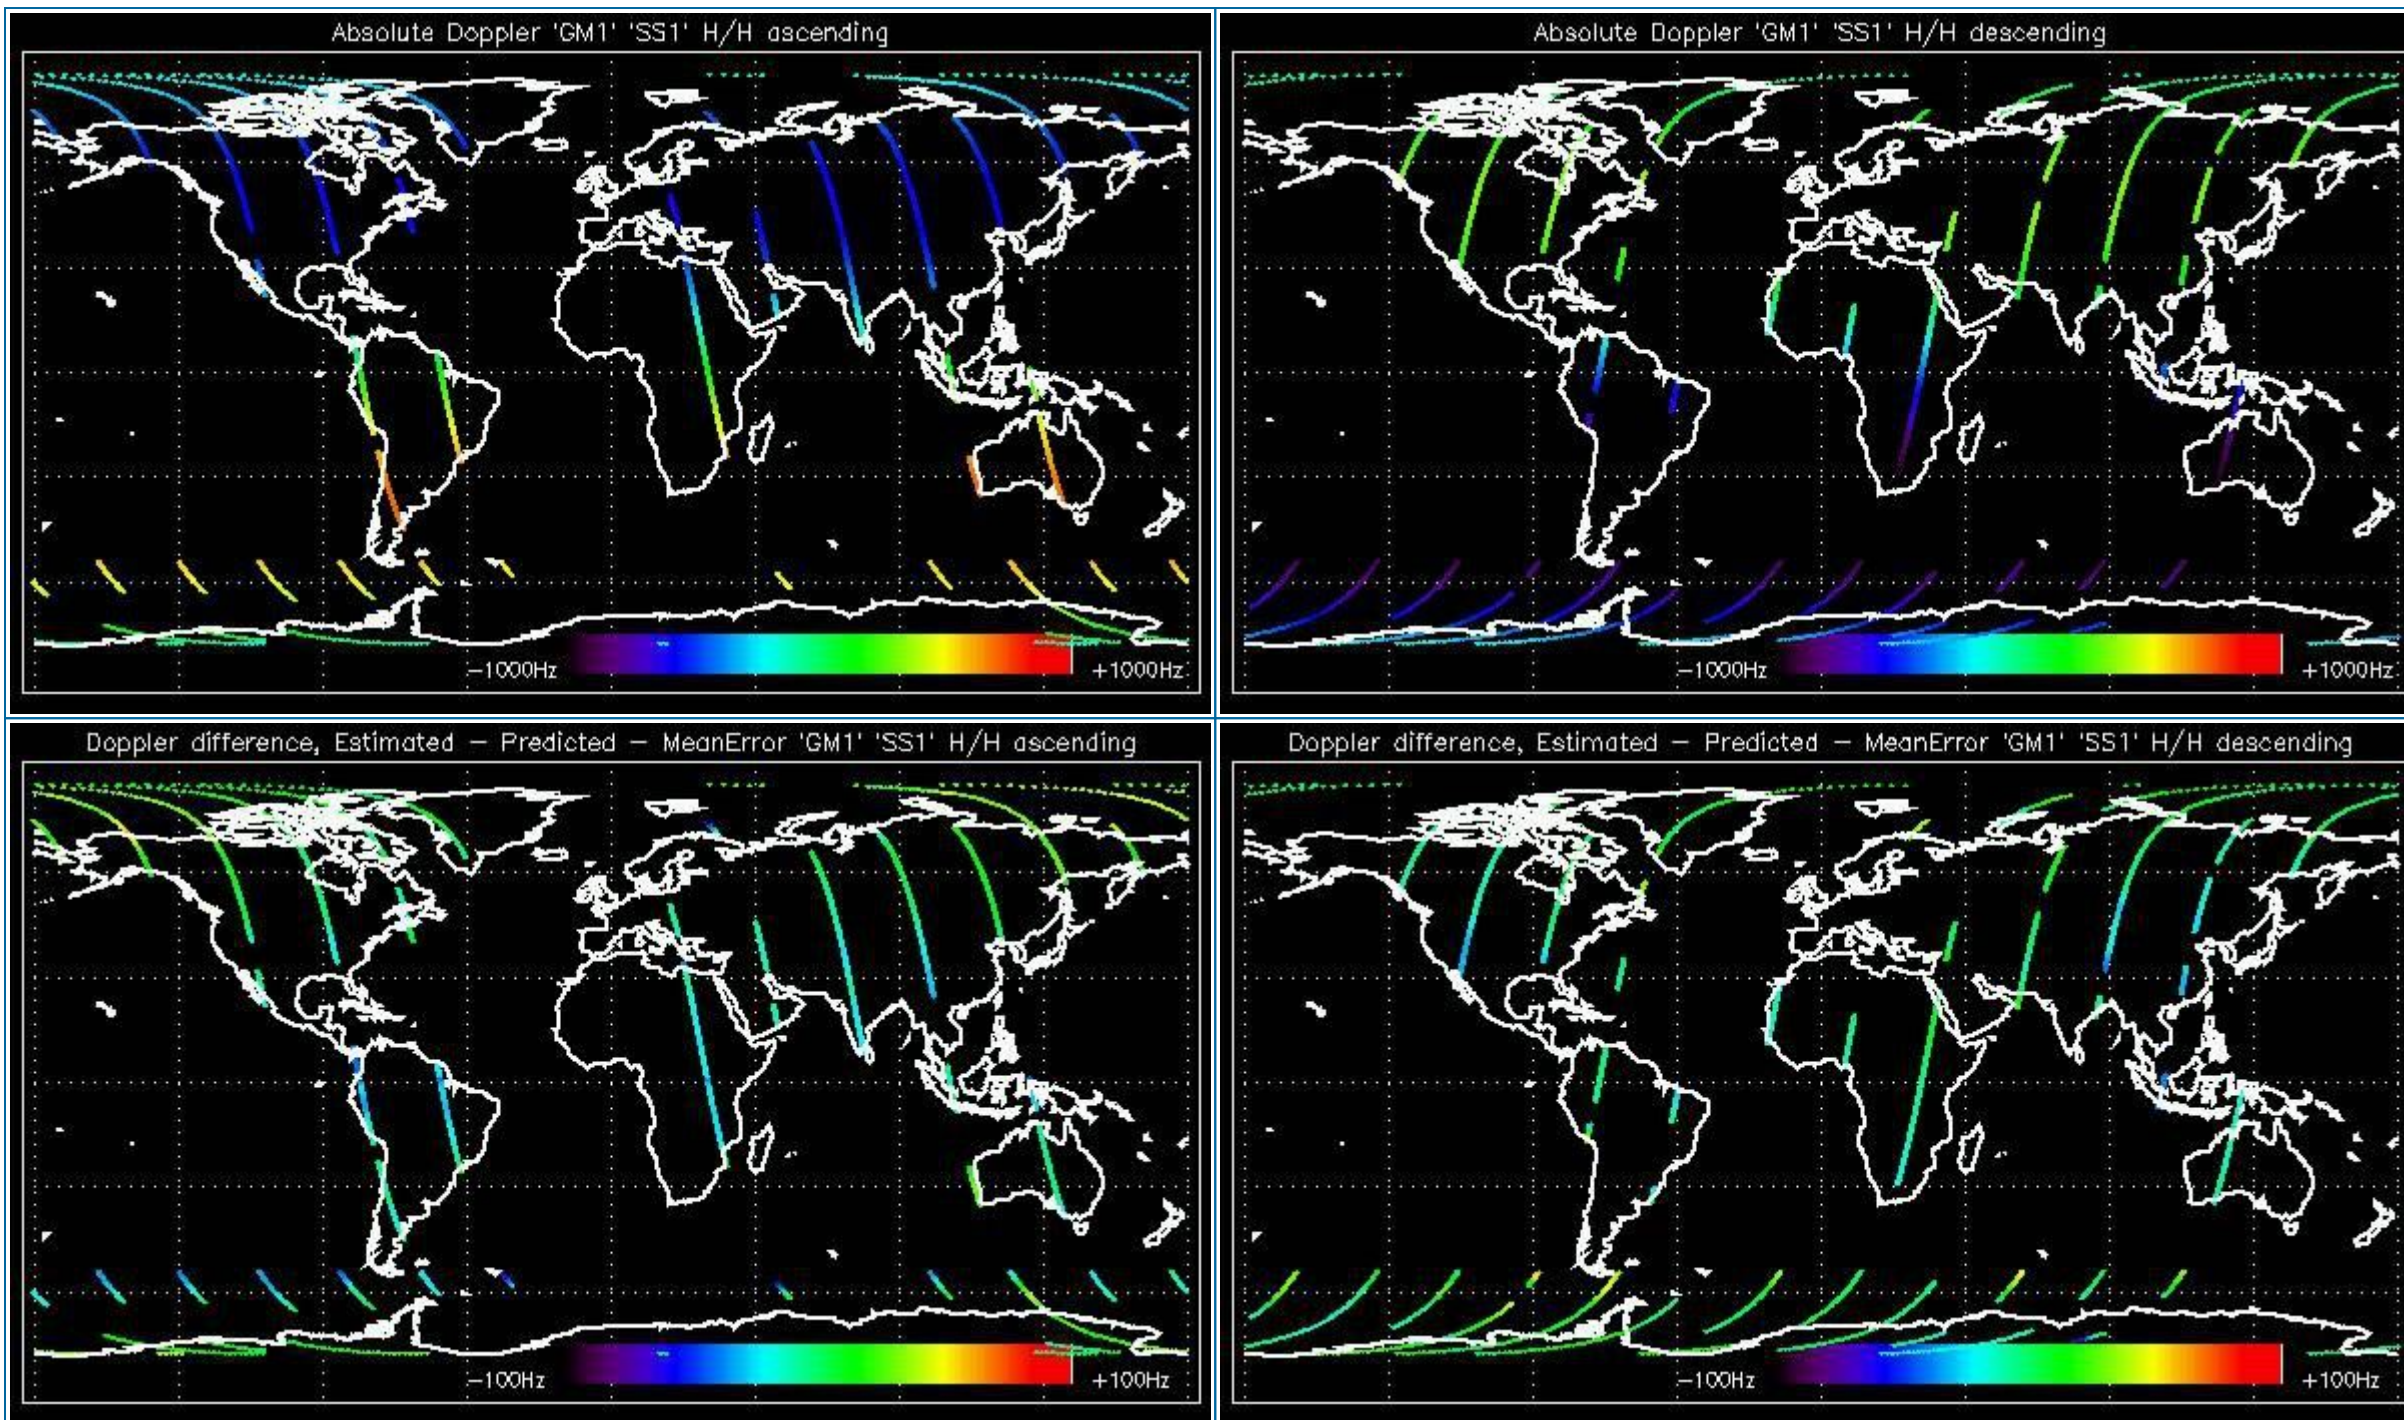 Absolute Doppler 'GM1' 'SS1' H/H ascending
−1000Hz
+1000Hz
Absolute Doppler 'GM1' 'SS1' H/H descending
−1000Hz
+1000Hz
Doppler difference, Estimated − Predicted − MeanError 'GM1' 'SS1' H/H ascending
−100Hz
+100Hz
Doppler difference, Estimated − Predicted − MeanError 'GM1' 'SS1' H/H descending
−100Hz
+100Hz